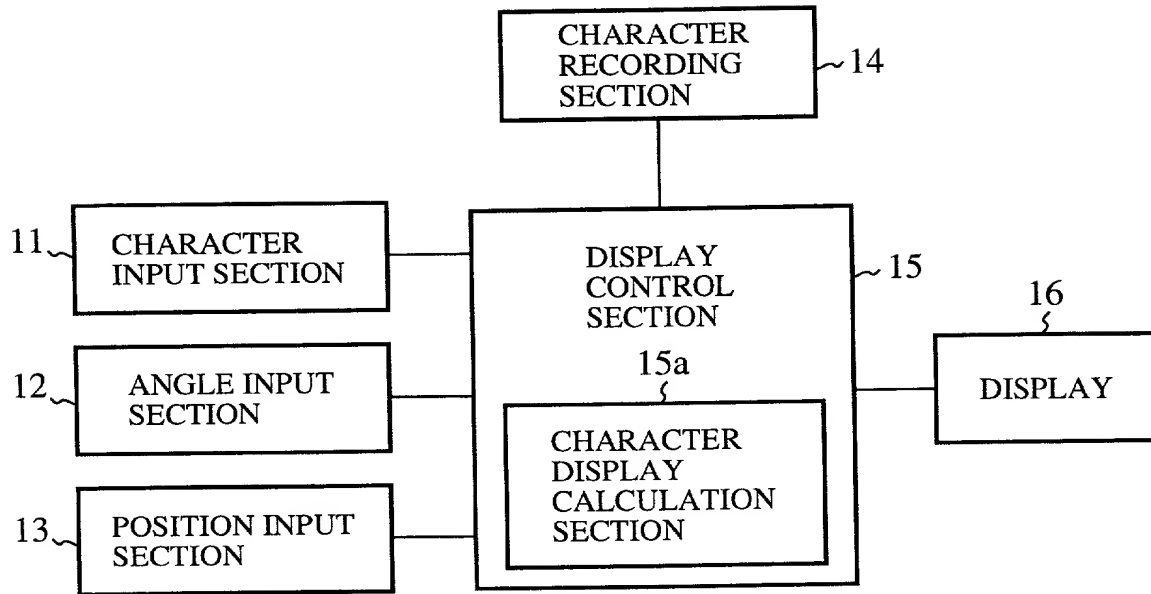 CHARACTER
RECORDING
SECTION
14
11
CHARACTER
INPUT SECTION
DISPLAY
CONTROL
SECTION
15
16
12
ANGLE INPUT
SECTION
15a
DISPLAY
CHARACTER
DISPLAY
CALCULATION
SECTION
13
POSITION INPUT
SECTION